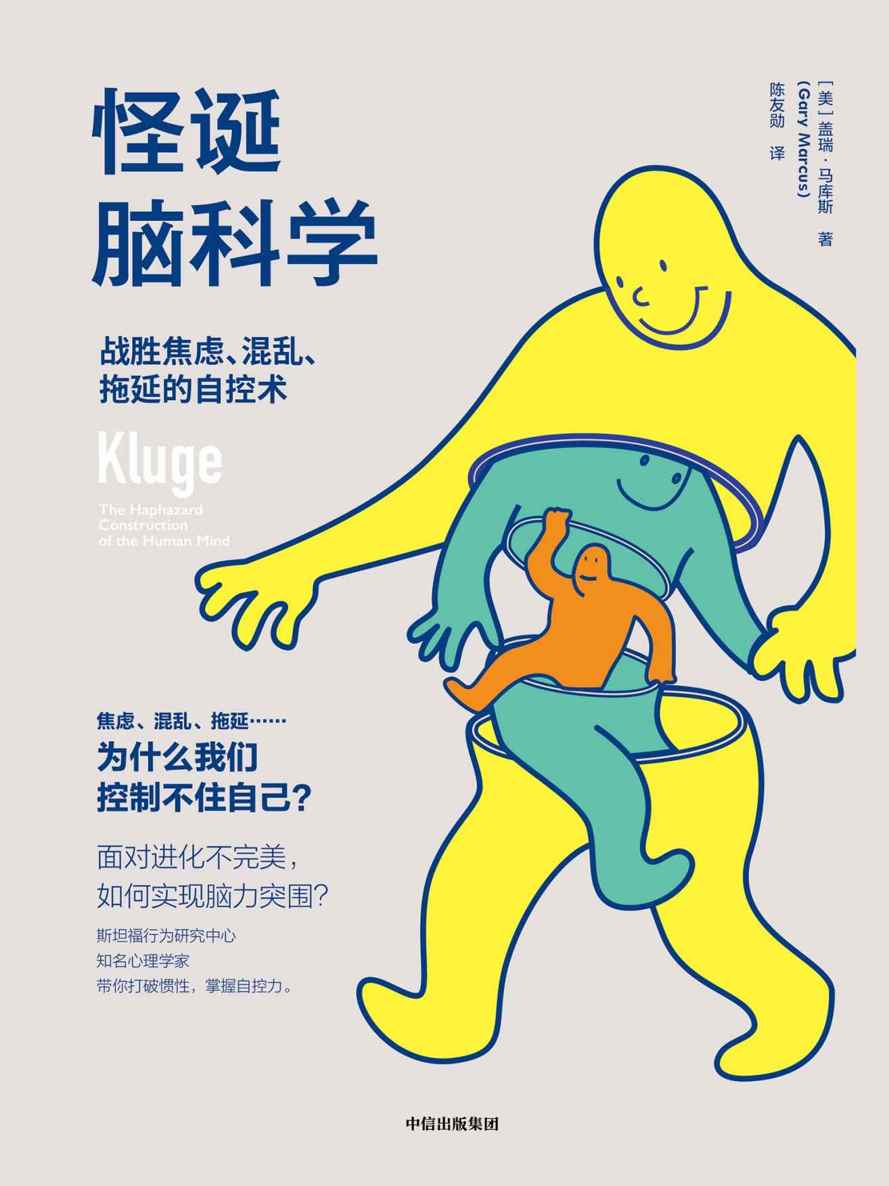 怪诞
脑科学
战胜焦虑、混乱、
拖延的自控术
Kluge
The Haphazard
Construction
of the Human Mind
[美]盖瑞·马库斯 著
(Gary Marcus)
陈友勋 译
焦虑、混乱、拖延……
为什么我们
控制不住自己?
面对进化不完美，
如何实现脑力突围?
斯坦福行为研究中心
知名心理学家
带你打破惯性，掌握自控力。
中信出版集团